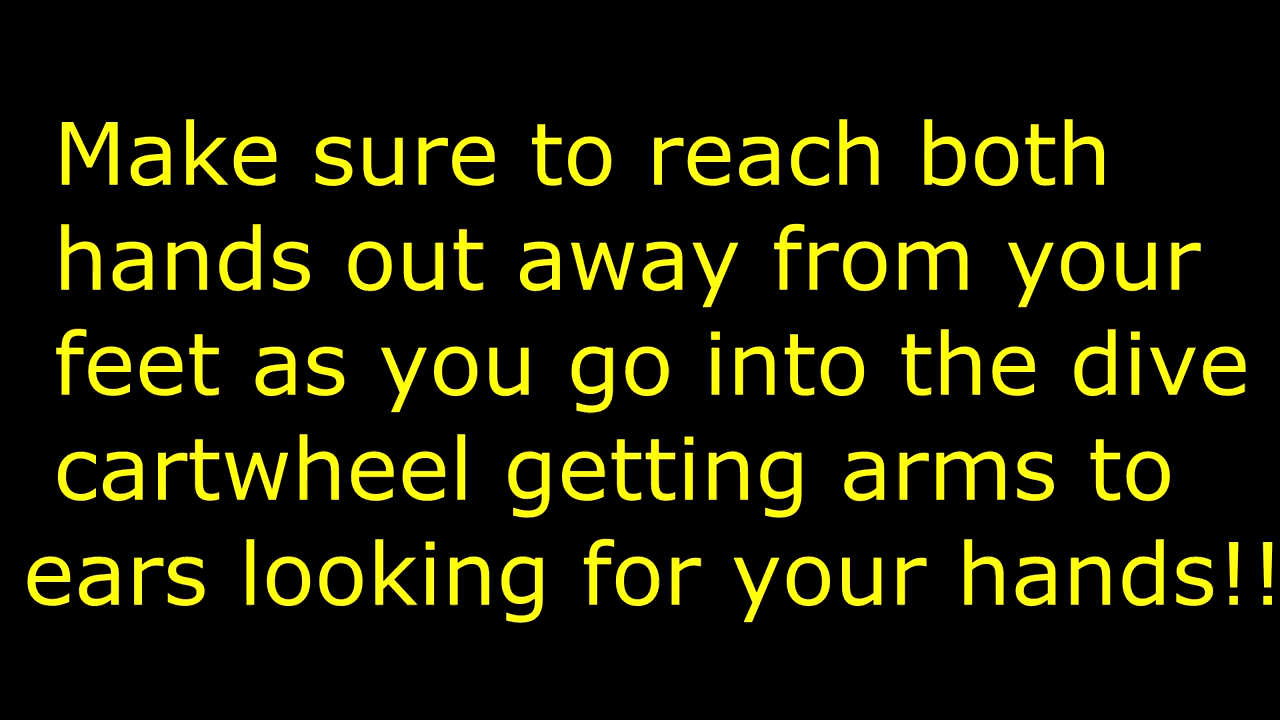 Make sure to reach both
hands out away from your
feet as you go into the dive
cartwheel getting arms to
ears looking for your hands!!